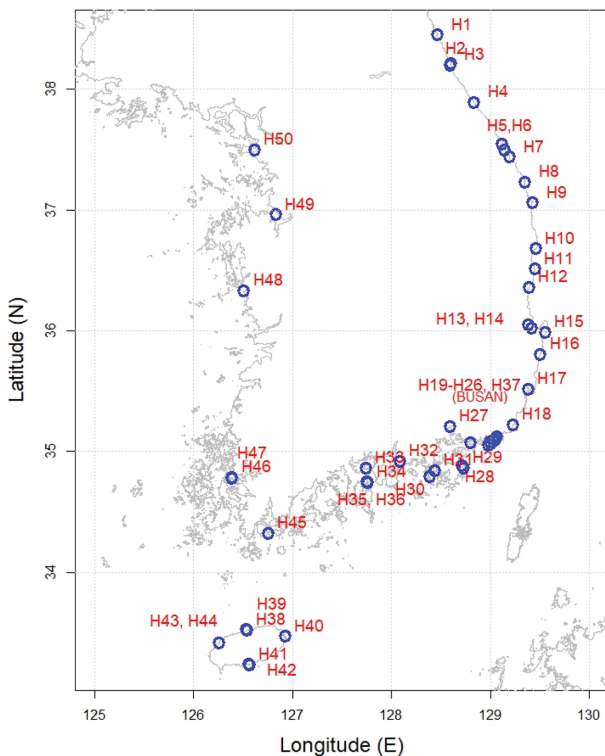 H1
H2
H3
38
H4
H5,H6
H7
H50
H8
H9
37
H49
H10
H11
H12
H48
H13, H14
H15
36
H16
H17
H19-H26, H37
(BUSAN)
H27
H18
35
H47
H46
H33
H32
H29
H34
H31
H28
H30
H35, H36
H45
34
H39
H43, H44
H38
H40
H41
H42
125
126
127
128
129
130
Longitude (E)
Latitude (N)